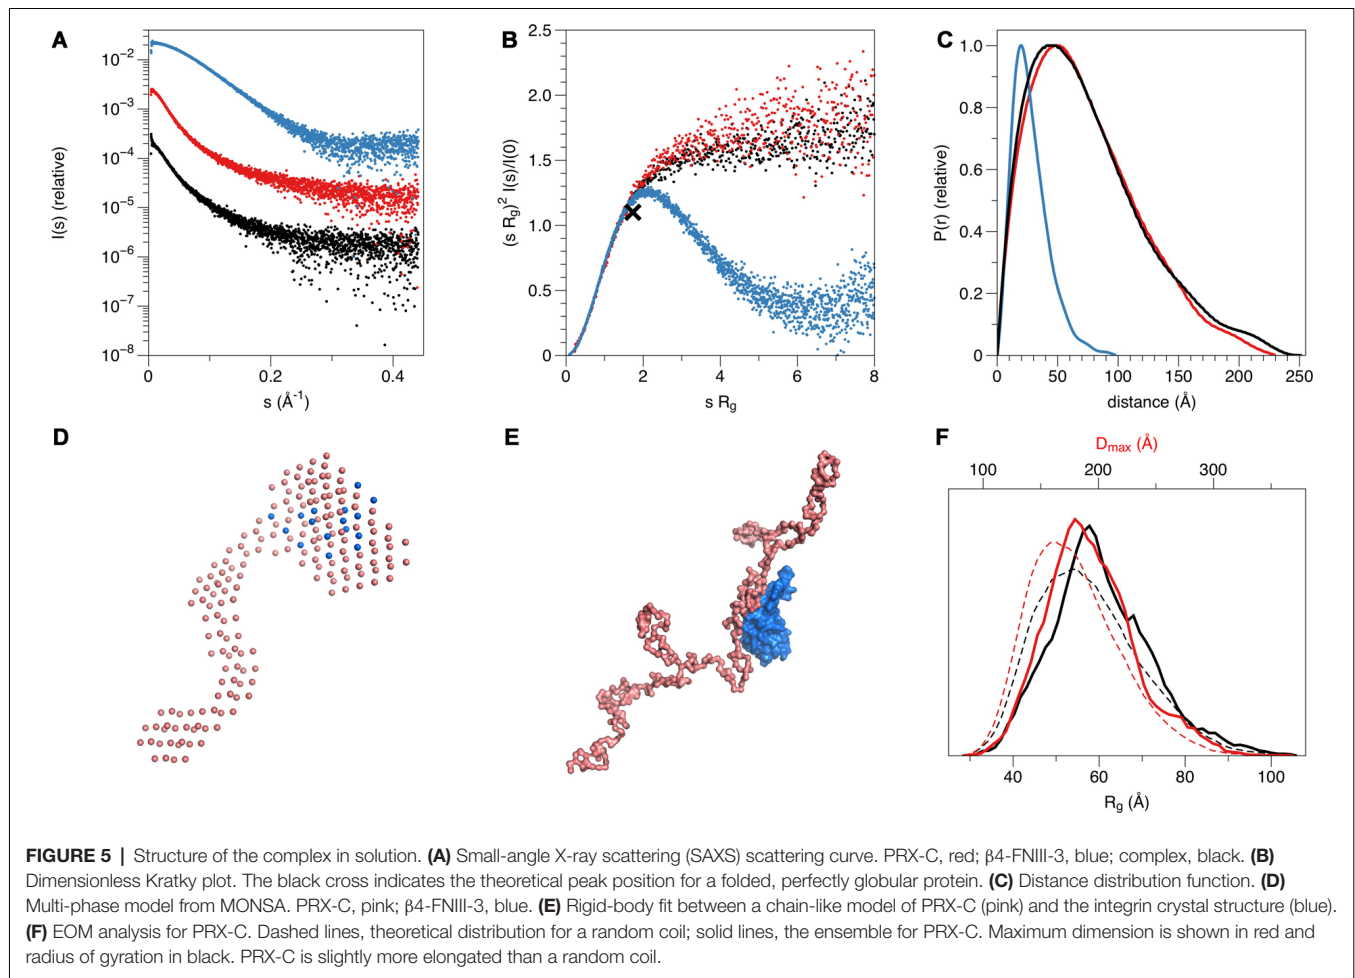 A
I(s) (relative)
10⁻²
10⁻³
10⁻⁴
10⁻⁵
10⁻⁶
10⁻⁷
10⁻⁸
0
0.2
0.4
s (Å⁻¹)
B
(s Rg)² I(s)/I(0)
2.5
2.0
1.5
1.0
0.5
0
0
2
4
6
8
s Rg
C
P(r) (relative)
1.0
0.8
0.6
0.4
0.2
0
0
50
100
150
200
250
distance (Å)
D
E
F
Dmax (Å)
100
200
300
40
60
80
100
Rg (Å)
FIGURE 5 | Structure of the complex in solution. (A) Small-angle X-ray scattering (SAXS) scattering curve. PRX-C, red; β4-FNIII-3, blue; complex, black. (B)
Dimensionless Kratky plot. The black cross indicates the theoretical peak position for a folded, perfectly globular protein. (C) Distance distribution function. (D)
Multi-phase model from MONSA. PRX-C, pink; β4-FNIII-3, blue. (E) Rigid-body fit between a chain-like model of PRX-C (pink) and the integrin crystal structure (blue).
(F) EOM analysis for PRX-C. Dashed lines, theoretical distribution for a random coil; solid lines, the ensemble for PRX-C. Maximum dimension is shown in red and
radius of gyration in black. PRX-C is slightly more elongated than a random coil.